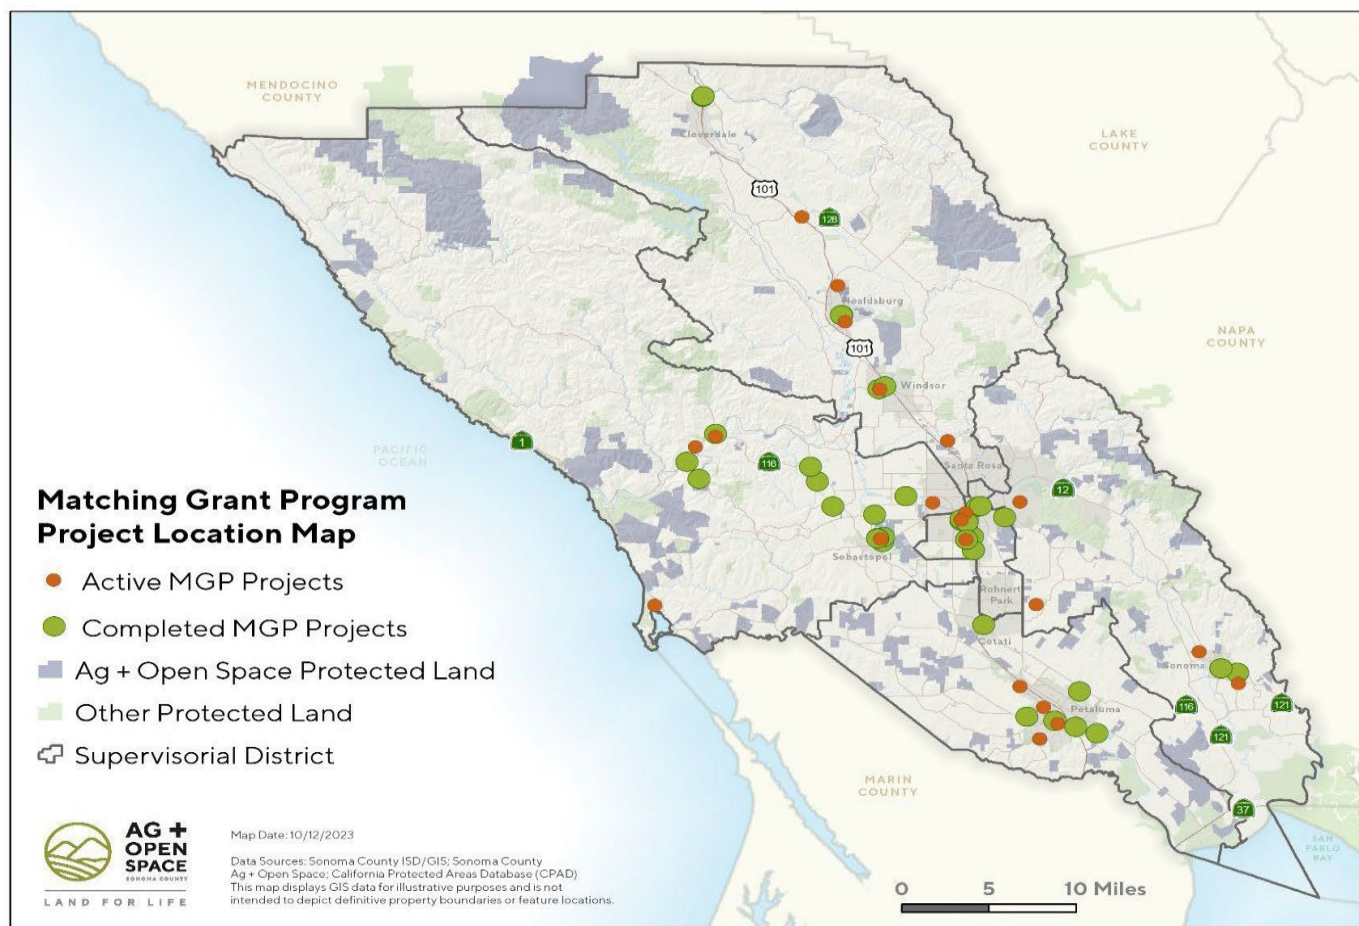 MENDOCINO
COUNTY
LAKE
COUNTY
Cloverdale
101
128
Healdsburg
NAPA
COUNTY
101
Windsor
1
PACIFIC
OCEAN
116
Santa Rosa
12
Matching Grant Program
Project Location Map
Active MGP Projects
Completed MGP Projects
Ag + Open Space Protected Land
Other Protected Land
Supervisorial District
Sebastopol
Rohnert
Park
Cotati
Sonoma
Petaluma
116
121
121
MARIN
COUNTY
37
SAN
PABLO
BAY
AG +
OPEN
SPACE
SONOMA COUNTY
LAND FOR LIFE
Map Date: 10/12/2023
Data Sources: Sonoma County ISD/GIS; Sonoma County
Ag + Open Space; California Protected Areas Database (CPAD)
This map displays GIS data for illustrative purposes and is not
intended to depict definitive property boundaries or feature locations.
0 5 10 Miles